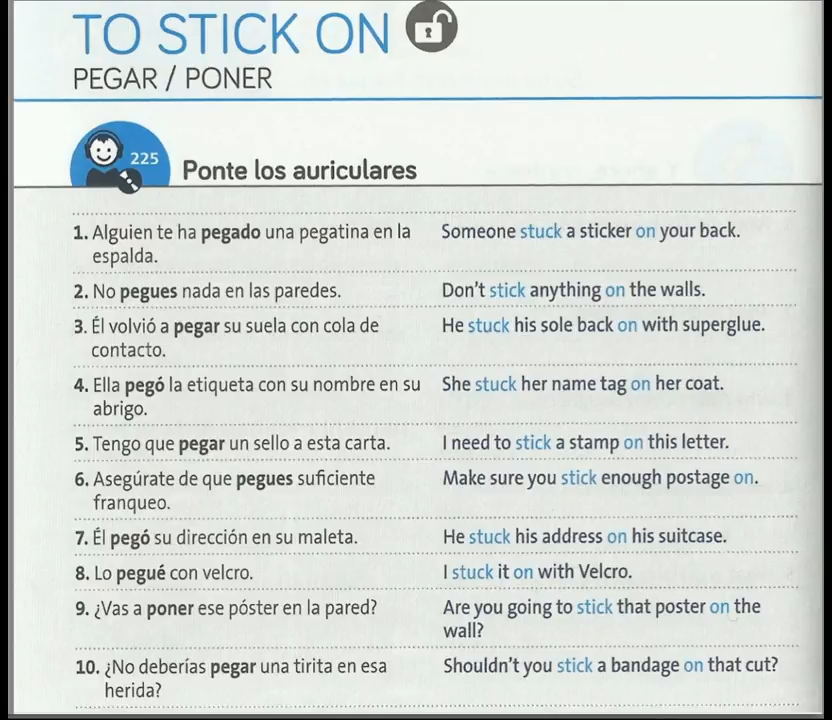 TO STICK ON
PEGAR / PONER
225
Ponte los auriculares
1. Alguien te ha pegado una pegatina en la
espalda.
Someone stuck a sticker on your back.
2. No pegues nada en las paredes.
Don't stick anything on the walls.
3. Él volvió a pegar su suela con cola de
contacto.
He stuck his sole back on with superglue.
4. Ella pegó la etiqueta con su nombre en su
abrigo.
She stuck her name tag on her coat.
5. Tengo que pegar un sello a esta carta.
I need to stick a stamp on this letter.
6. Asegúrate de que pegues suficiente
franqueo.
Make sure you stick enough postage on.
7. Él pegó su dirección en su maleta.
He stuck his address on his suitcase.
8. Lo pegué con velcro.
I stuck it on with Velcro.
9. ¿Vas a poner ese póster en la pared?
Are you going to stick that poster on the
wall?
10. ¿No deberías pegar una tirita en esa
herida?
Shouldn't you stick a bandage on that cut?